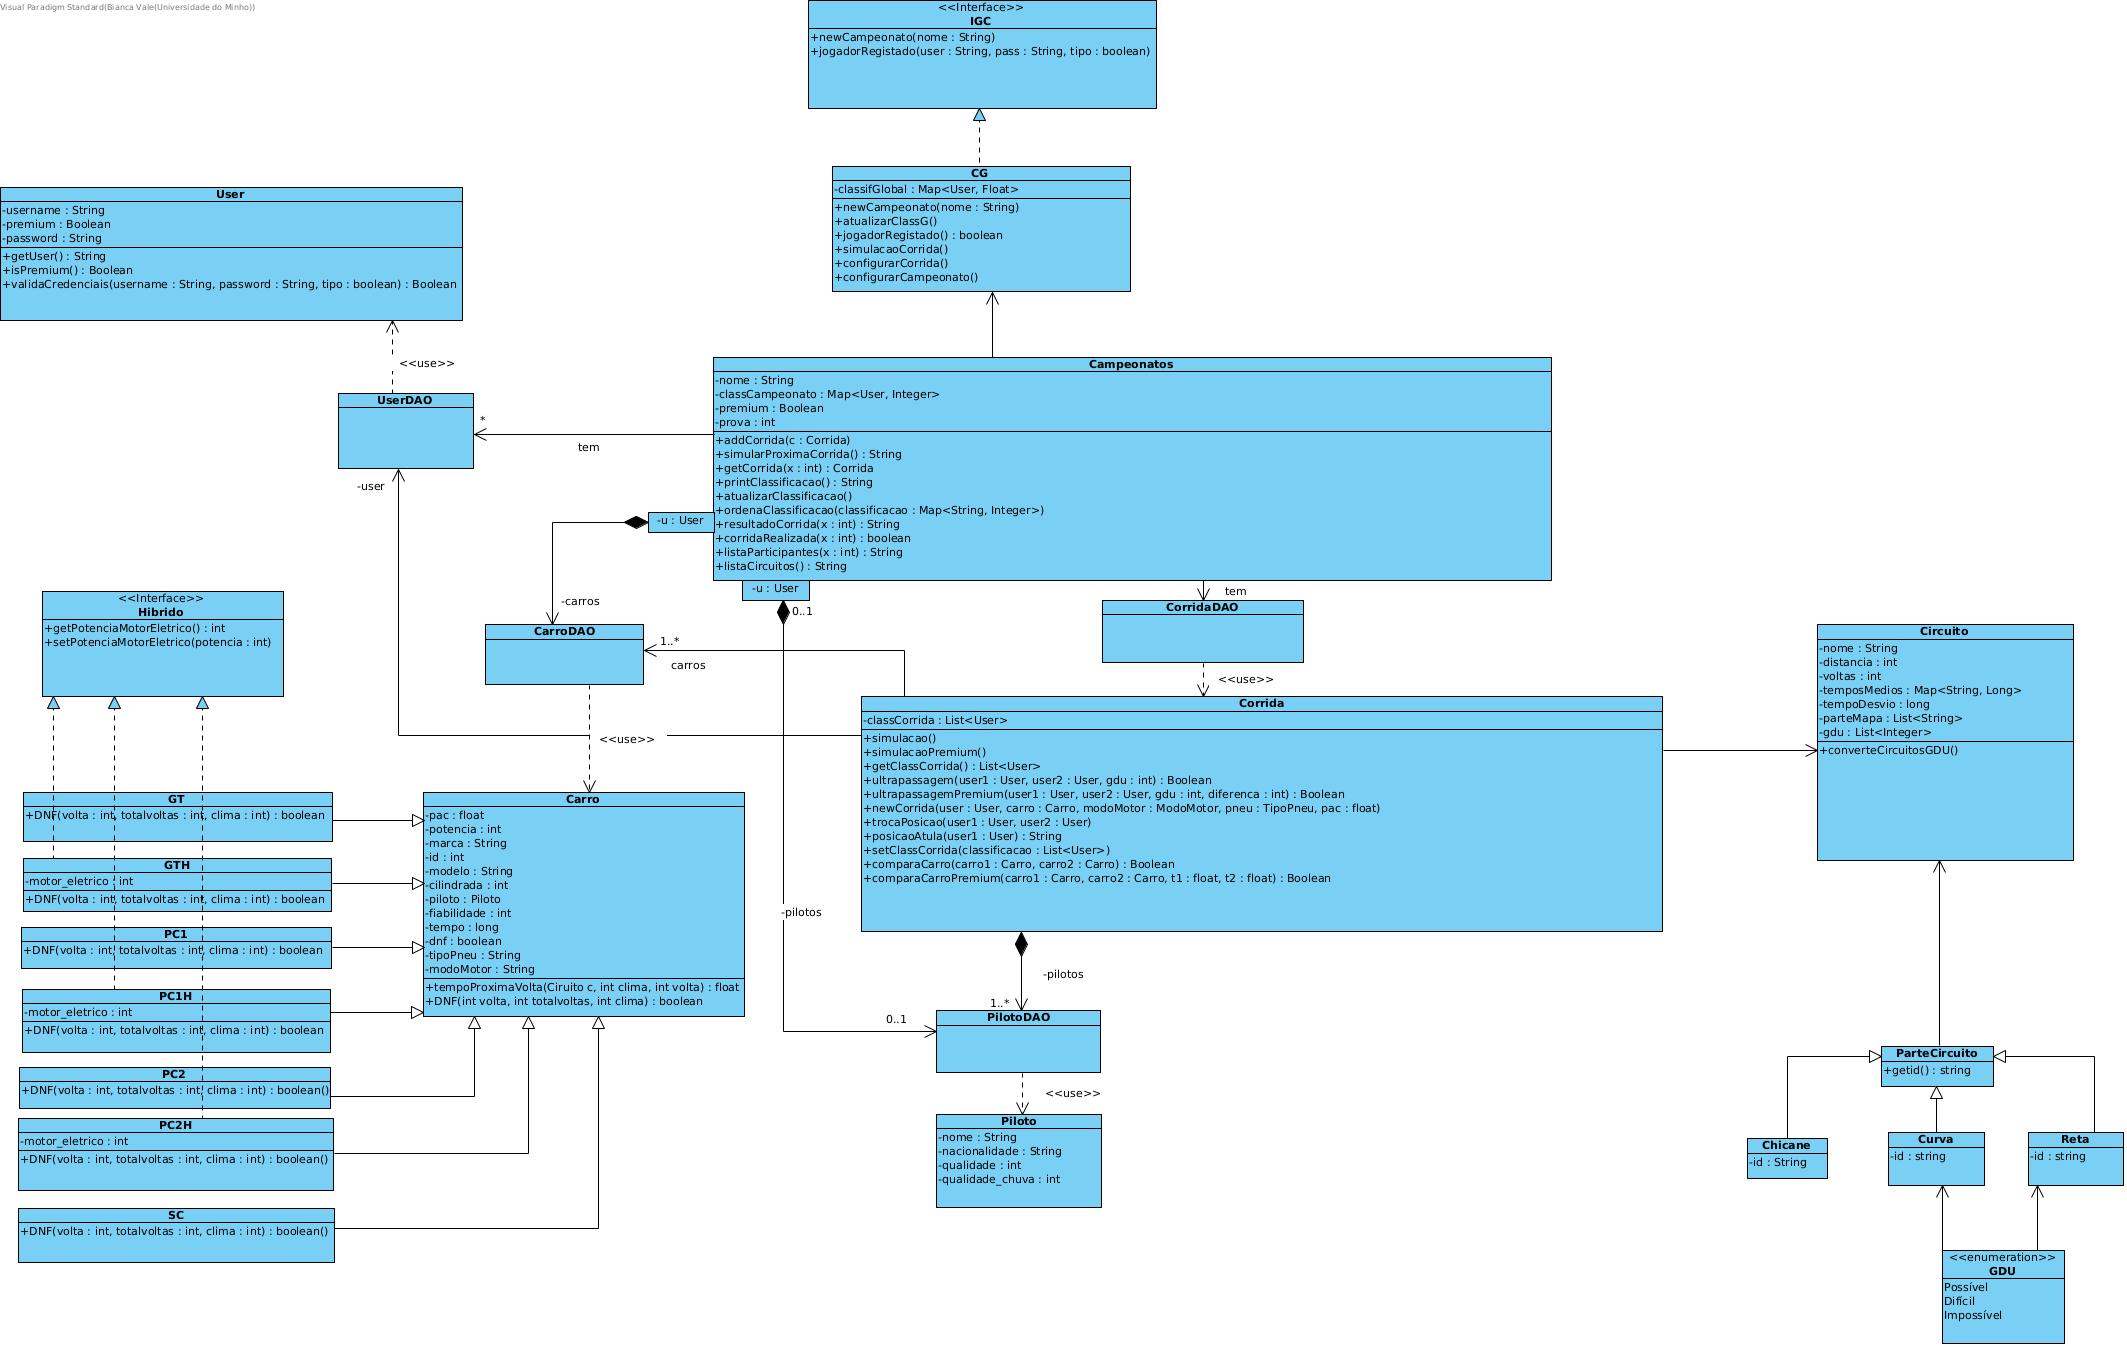 Visual Paradigm Standard(Bianca Vale(Universidade do Minho))
<<Interface>>
IGC
+newCampeonato(nome : String)
+jogadorRegistado(user : String, pass : String, tipo : boolean)
CG
-classifGlobal : Map<User, Float>
+newCampeonato(nome : String)
+atualizarClassG()
+jogadorRegistado() : boolean
+simulacaoCorrida()
+configurarCorrida()
+configurarCampeonato()
User
-username : String
-premium : Boolean
-password : String
+getUser() : String
+isPremium() : Boolean
+validaCredenciais(username : String, password : String, tipo : boolean) : Boolean
<<use>>
UserDAO
*
tem
-user
Campeonatos
-nome : String
-classCampeonato : Map<User, Integer>
-premium : Boolean
-prova : int
+addCorrida(c : Corrida)
+simularProximaCorrida() : String
+getCorrida(x : int) : Corrida
+printClassificacao() : String
+atualizarClassificacao()
+ordenaClassificacao(classificacao : Map<String, Integer>)
+resultadoCorrida(x : int) : String
+corridaRealizada(x : int) : boolean
+listaParticipantes(x : int) : String
+listaCircuitos() : String
-u : User
-u : User
0..1
tem
-carros
CarroDAO
1..*
carros
CorridaDAO
<<use>>
<<use>>
<<Interface>>
Hibrido
+getPotenciaMotorEletrico() : int
+setPotenciaMotorEletrico(potencia : int)
Corrida
-classCorrida : List<User>
+simulacao()
+simulacaoPremium()
+getClassCorrida() : List<User>
+ultrapassagem(user1 : User, user2 : User, gdu : int) : Boolean
+ultrapassagemPremium(user1 : User, user2 : User, gdu : int, diferenca : int) : Boolean
+newCorrida(user : User, carro : Carro, modoMotor : ModoMotor, pneu : TipoPneu, pac : float)
+trocaPosicao(user1 : User, user2 : User)
+posicaoAtula(user1 : User) : String
+setClassCorrida(classificacao : List<User>)
+comparaCarro(carro1 : Carro, carro2 : Carro) : Boolean
+comparaCarroPremium(carro1 : Carro, carro2 : Carro, t1 : float, t2 : float) : Boolean
Circuito
-nome : String
-distancia : int
-voltas : int
-temposMedios : Map<String, Long>
-tempoDesvio : long
-parteMapa : List<String>
-gdu : List<Integer>
+converteCircuitosGDU()
GT
+DNF(volta : int, totalvoltas : int, clima : int) : boolean
GTH
-motor_eletrico : int
+DNF(volta : int, totalvoltas : int, clima : int) : boolean
PC1
+DNF(volta : int, totalvoltas : int, clima : int) : boolean
PC1H
-motor_eletrico : int
+DNF(volta : int, totalvoltas : int, clima : int) : boolean
PC2
+DNF(volta : int, totalvoltas : int, clima : int) : boolean()
PC2H
-motor_eletrico : int
+DNF(volta : int, totalvoltas : int, clima : int) : boolean()
SC
+DNF(volta : int, totalvoltas : int, clima : int) : boolean()
Carro
-pac : float
-potencia : int
-marca : String
-id : int
-modelo : String
-cilindrada : int
-piloto : Piloto
-fiabilidade : int
-tempo : long
-dnf : boolean
-tipoPneu : String
-modoMotor : String
+tempoProximaVolta(Ciruito c, int clima, int volta) : float
+DNF(int volta, int totalvoltas, int clima) : boolean
-pilotos
-pilotos
1..*
0..1
PilotoDAO
<<use>>
Piloto
-nome : String
-nacionalidade : String
-qualidade : int
-qualidade_chuva : int
ParteCircuito
+getid() : string
Chicane
-id : String
Curva
-id : string
Reta
-id : string
<<enumeration>>
GDU
Possível
Difícil
Impossível